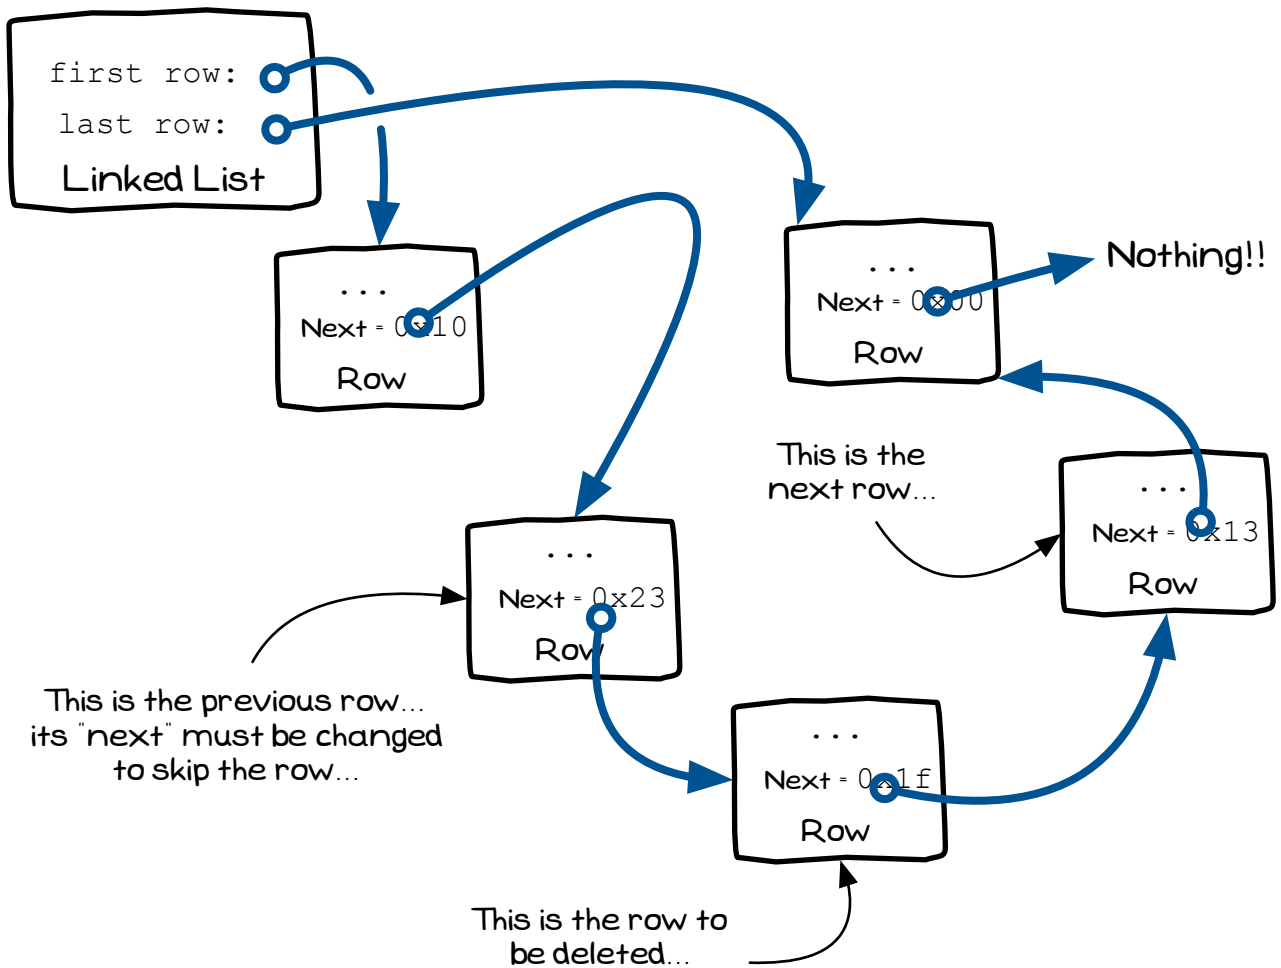 first row:
last row:
Linked List
...
Next = 0x10
Row
...
Next = 0x00
Row
Nothing!!
This is the
next row...
...
Next = 0x13
Row
...
Next = 0x23
Row
This is the previous row...
its "next" must be changed
to skip the row...
...
Next = 0x1f
Row
This is the row to
be deleted...